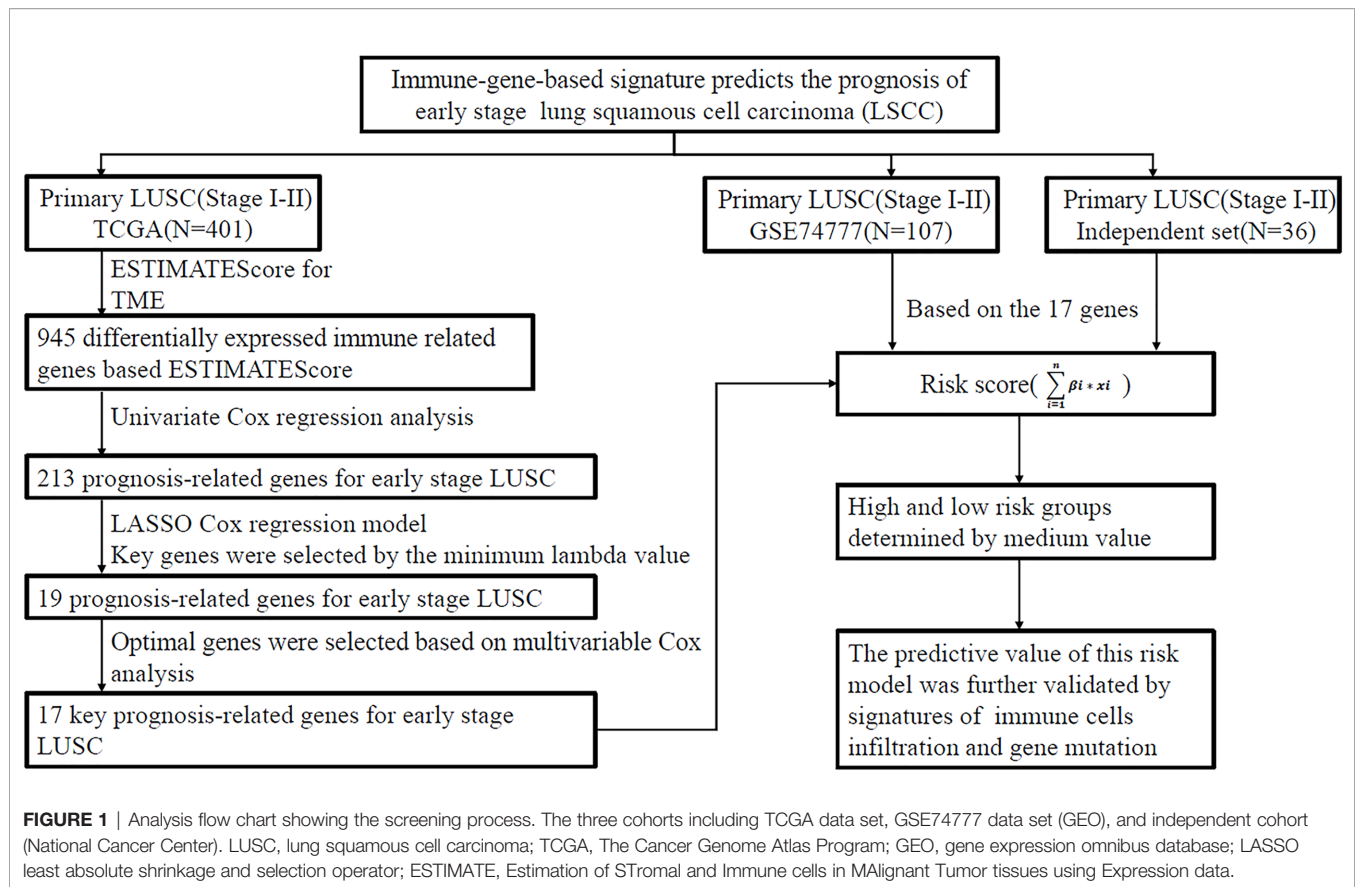 Immune-gene-based signature predicts the prognosis of
early stage lung squamous cell carcinoma (LSCC)
Primary LUSC(Stage I-II)
TCGA(N=401)
Primary LUSC(Stage I-II)
GSE74777(N=107)
Primary LUSC(Stage I-II)
Independent set(N=36)
ESTIMATEScore for
TME
945 differentially expressed immune related
genes based ESTIMATEScore
Univariate Cox regression analysis
213 prognosis-related genes for early stage LUSC
LASSO Cox regression model
Key genes were selected by the minimum lambda value
19 prognosis-related genes for early stage LUSC
Optimal genes were selected based on multivariable Cox
analysis
17 key prognosis-related genes for early stage
LUSC
Based on the 17 genes
Risk score( ∑ⁿᵢ₌₁ βi * xi )
High and low risk groups
determined by medium value
The predictive value of this risk
model was further validated by
signatures of immune cells
infiltration and gene mutation
FIGURE 1 | Analysis flow chart showing the screening process. The three cohorts including TCGA data set, GSE74777 data set (GEO), and independent cohort
(National Cancer Center). LUSC, lung squamous cell carcinoma; TCGA, The Cancer Genome Atlas Program; GEO, gene expression omnibus database; LASSO
least absolute shrinkage and selection operator; ESTIMATE, Estimation of STromal and Immune cells in MAlignant Tumor tissues using Expression data.